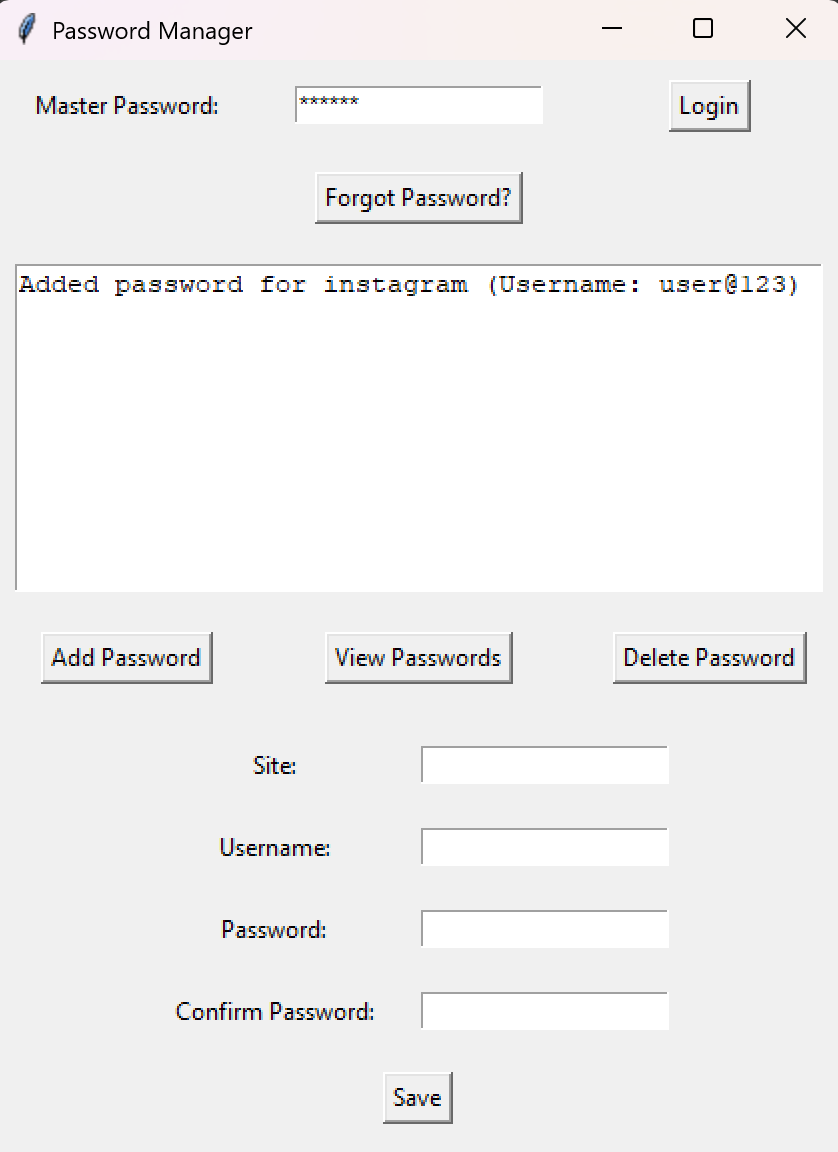 Password Manager
Master Password: ****** Login
Forgot Password?
Added password for instagram (Username: user@123)
Add Password View Passwords Delete Password
Site:
Username:
Password:
Confirm Password:
Save